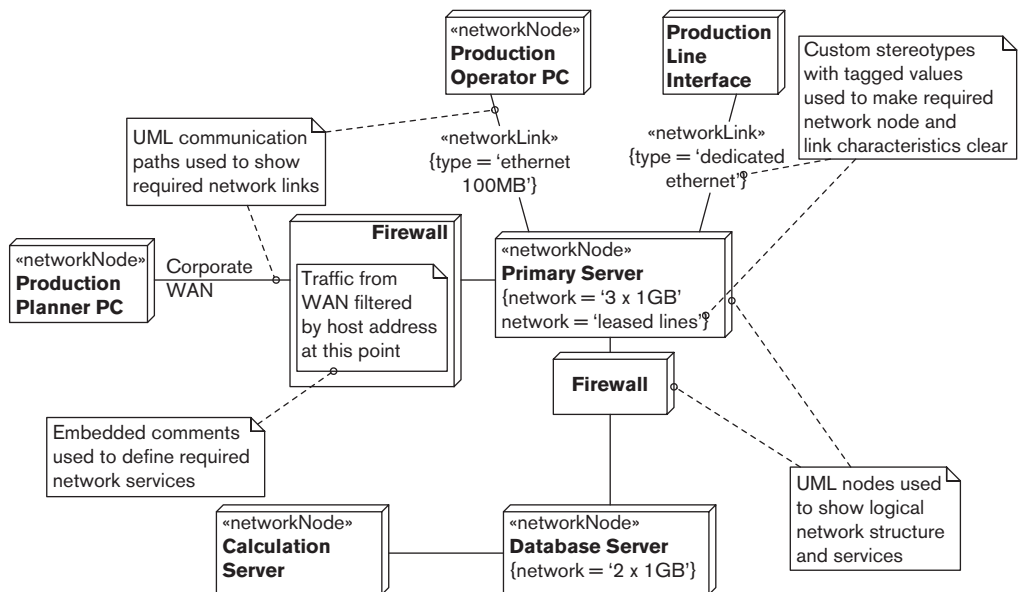 «networkNode»
Production
Operator PC
Production
Line
Interface
Custom stereotypes
with tagged values
used to make required
network node and
link characteristics clear
UML communication
paths used to show
required network links
«networkLink»
{type = ‘ethernet
100MB’}
«networkLink»
{type = ‘dedicated
ethernet’}
«networkNode»
Production
Planner PC
Corporate
WAN
Firewall
Traffic from
WAN filtered
by host address
at this point
«networkNode»
Primary Server
{network = ‘3 x 1GB’
network = ‘leased lines’}
Firewall
Embedded comments
used to define required
network services
UML nodes used
to show logical
network structure
and services
«networkNode»
Calculation
Server
«networkNode»
Database Server
{network = ‘2 x 1GB’}